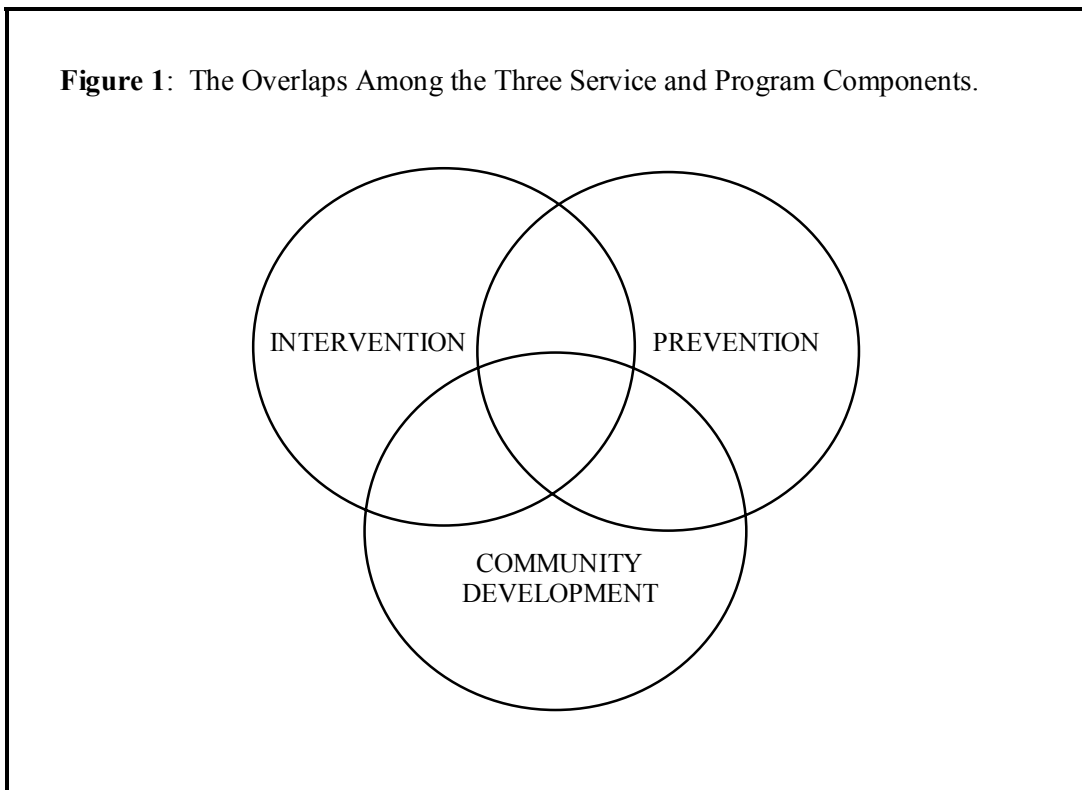 Figure 1:  The Overlaps Among the Three Service and Program Components.
INTERVENTION
PREVENTION
COMMUNITY
DEVELOPMENT